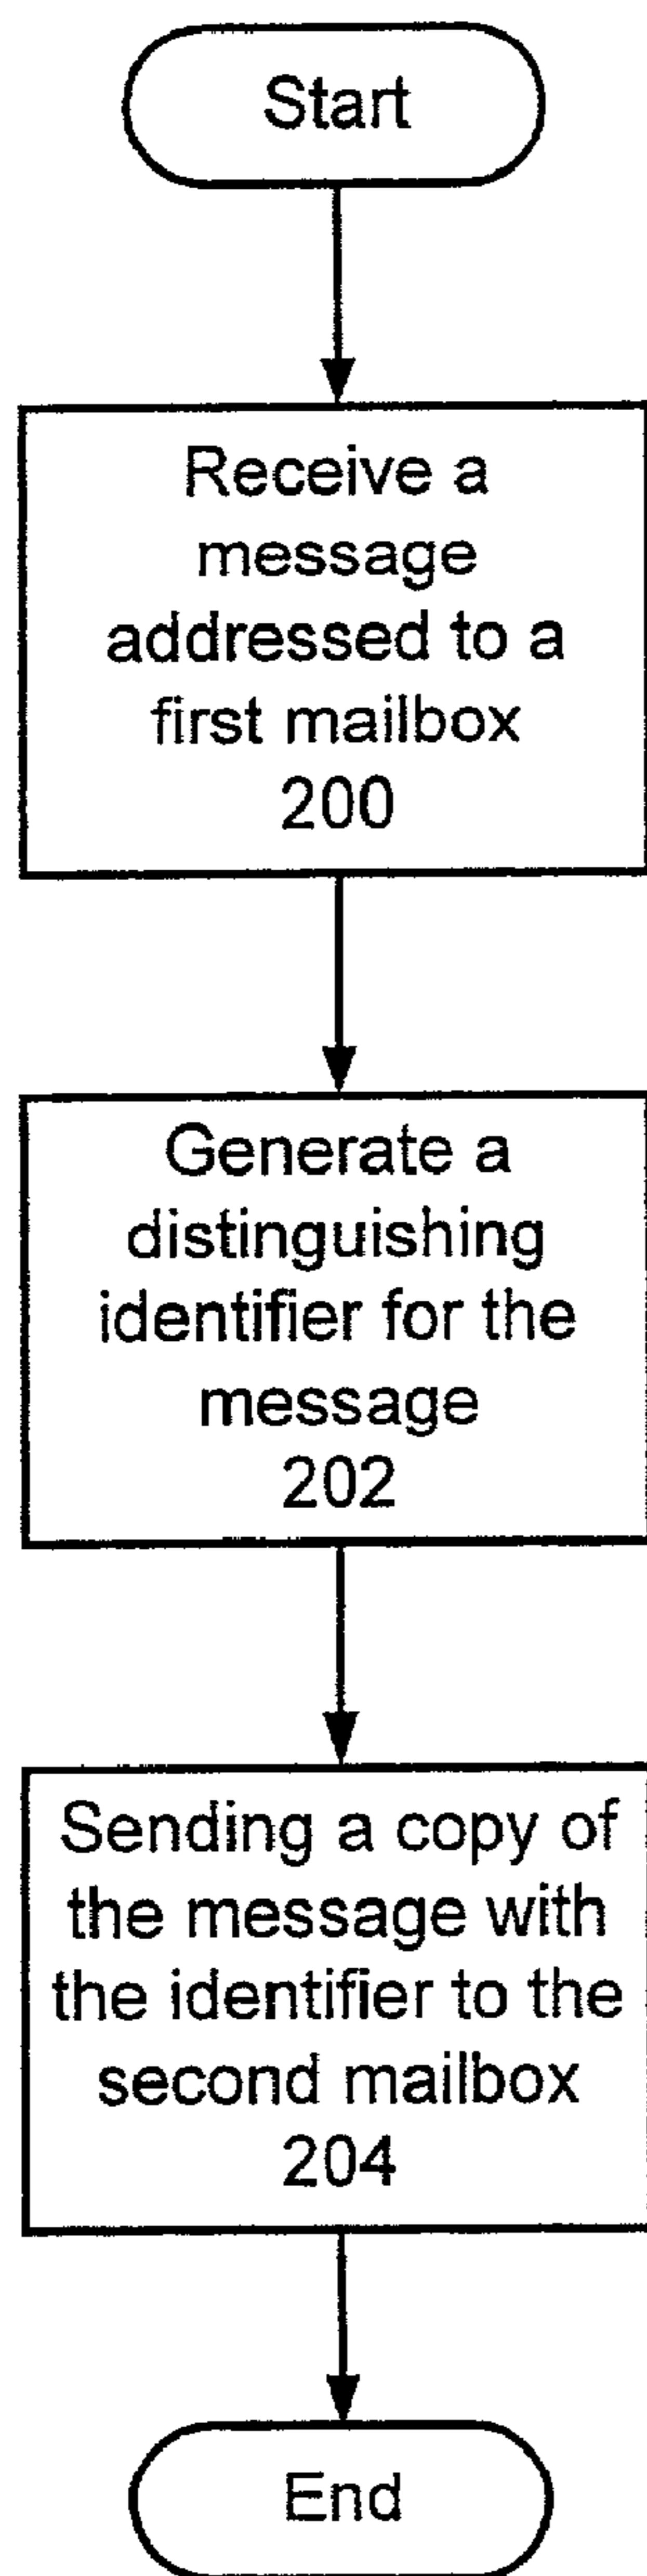 Start
Receive a
message
addressed to a
first mailbox
200
Generate a
distinguishing
identifier for the
message
202
Sending a copy of
the message with
the identifier to the
second mailbox
204
End